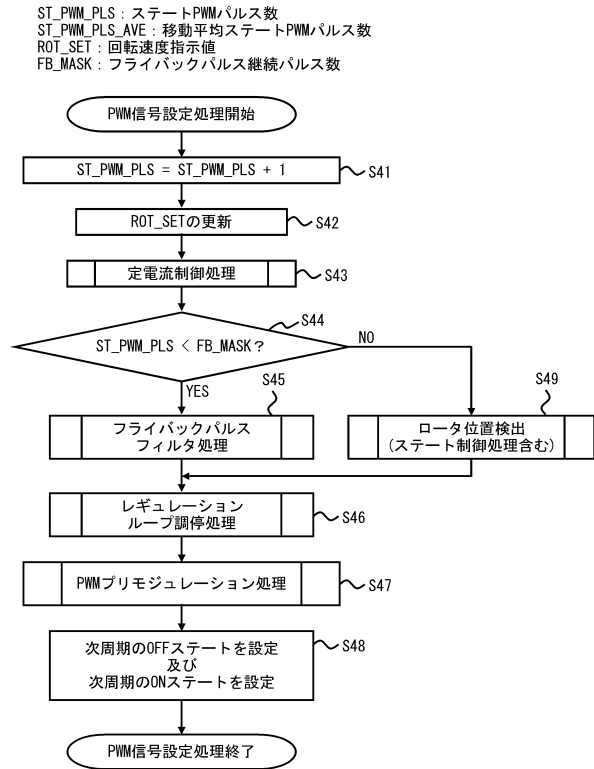 ST_PWM_PLS：ステートPWMパルス数
ST_PWM_PLS_AVE：移動平均ステートPWMパルス数
ROT_SET：回転速度指示値
FB_MASK：フライバックパルス継続パルス数
PWM信号設定処理開始
ST_PWM_PLS = ST_PWM_PLS + 1
S41
ROT_SETの更新
S42
定電流制御処理
S43
S44
ST_PWM_PLS < FB_MASK？
NO
YES
S45
フライバックパルス
フィルタ処理
S49
ロータ位置検出
(ステート制御処理含む)
レギュレーション
ループ調停処理
S46
PWMプリモジュレーション処理
S47
次周期のOFFステートを設定
及び
次周期のONステートを設定
S48
PWM信号設定処理終了